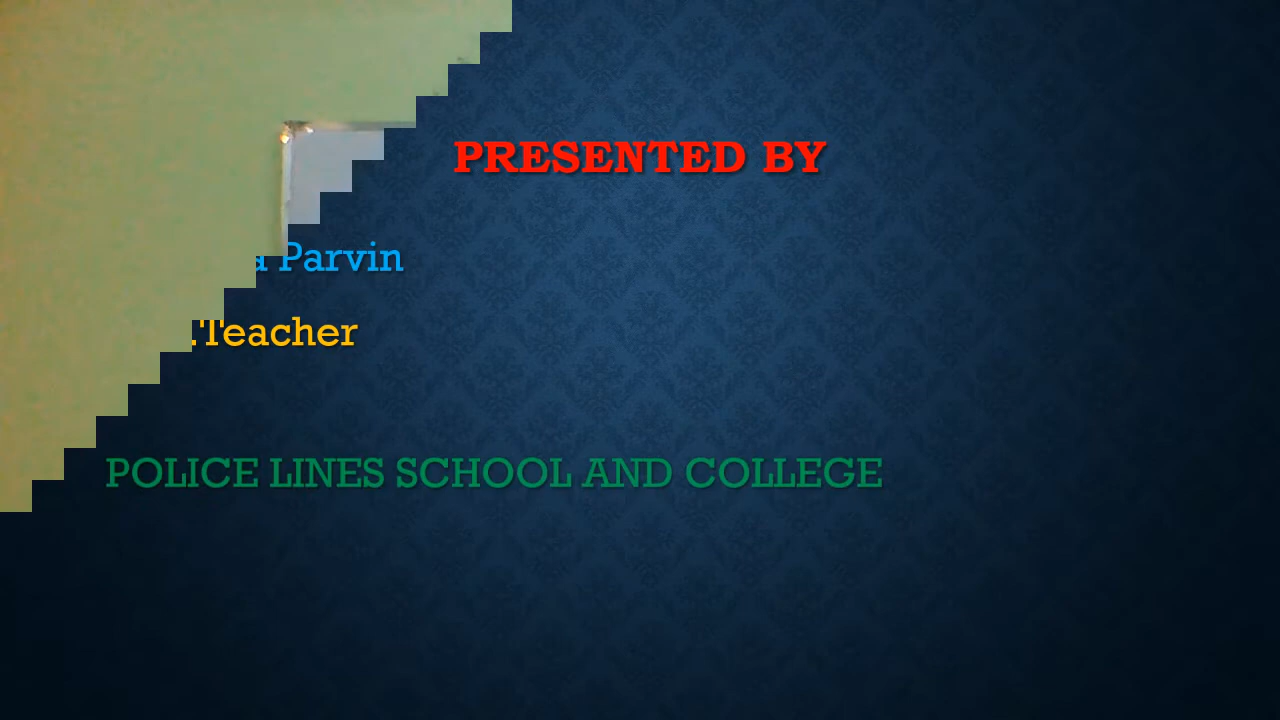 PRESENTED BY
Parvin
.Teacher
POLICE LINES SCHOOL AND COLLEGE